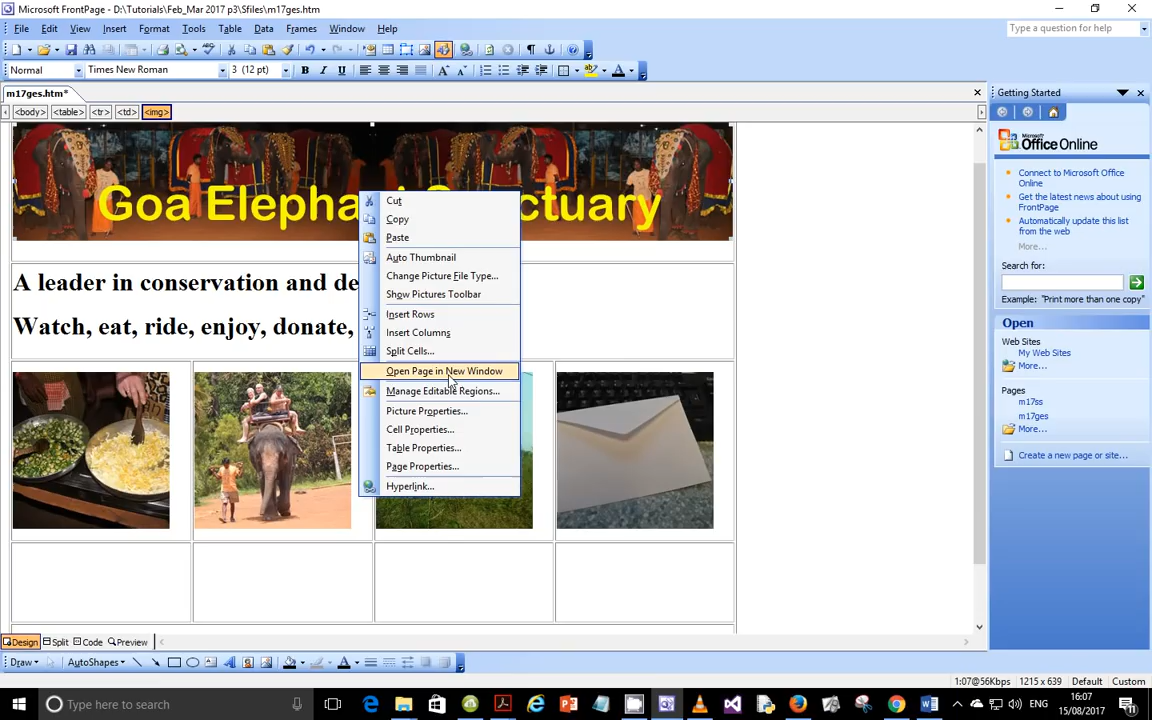 Microsoft FrontPage - D:\Tutorials\Feb_Mar 2017 p3\Sfiles\m17ges.htm
File Edit View Insert Format Tools Table Data Frames Window Help
Type a question for help
Normal Times New Roman 3 (12 pt) B I U A A A
m17ges.htm*
<body> <table> <tr> <td> <img>
Goa Elepha
ctuary
A leader in conservation and de
Watch, eat, ride, enjoy, donate,
Cut
Copy
Paste
Auto Thumbnail
Change Picture File Type...
Show Pictures Toolbar
Insert Rows
Insert Columns
Split Cells...
Open Page in New Window
Manage Editable Regions...
Picture Properties...
Cell Properties...
Table Properties...
Page Properties...
Hyperlink...
Getting Started
Microsoft
Office Online
Connect to Microsoft Office Online
Get the latest news about using FrontPage
Automatically update this list from the web
More...
Search for:
Example: "Print more than one copy"
Open
Web Sites
My Web Sites
More...
Pages
m17ss
m17ges
More...
Create a new page or site...
Design Split Code Preview
Draw AutoShapes A
1:07@56Kbps 1215 x 639 Default Custom
Type here to search
ENG
16:07
15/08/2017
11